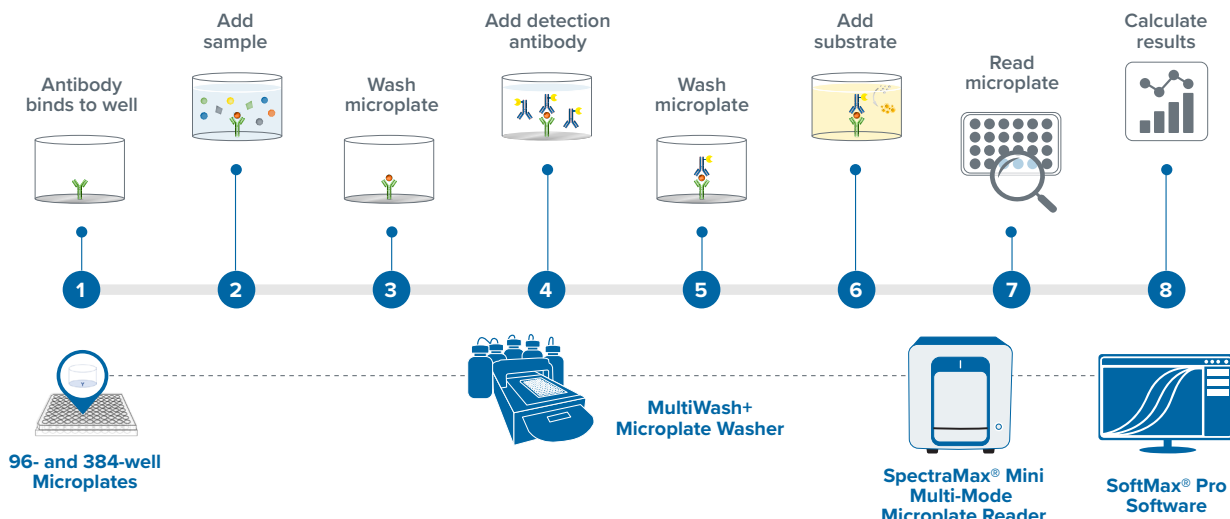 Antibody
binds to well
Add
sample
Wash
microplate
Add detection
antibody
Wash
microplate
Add
substrate
Read
microplate
Calculate
results
1
2
3
4
5
6
7
8
96- and 384-well
Microplates
MultiWash+
Microplate Washer
SpectraMax® Mini
Multi-Mode
Microplate Reader
SoftMax® Pro
Software